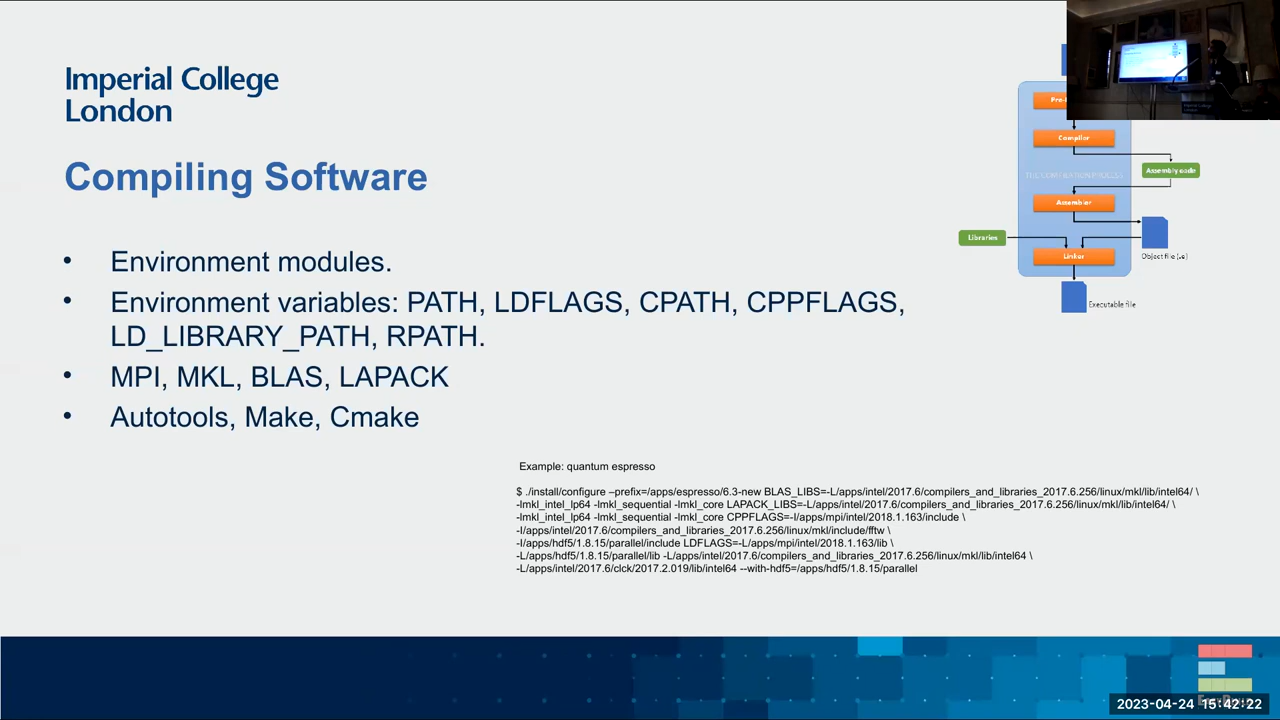 Imperial College
London
Compiling Software
• Environment modules.
• Environment variables: PATH, LDFLAGS, CPATH, CPPFLAGS,
LD_LIBRARY_PATH, RPATH.
• MPI, MKL, BLAS, LAPACK
• Autotools, Make, Cmake
Compiler
Assembly code
THE COMPILATION PROCESS
Assembler
Libraries
Linker
Object file (.o)
Executable file
Example: quantum espresso
$ ./install/configure –prefix=/apps/espresso/6.3-new BLAS_LIBS=-L/apps/intel/2017.6/compilers_and_libraries_2017.6.256/linux/mkl/lib/intel64/ \
-lmkl_intel_lp64 -lmkl_sequential -lmkl_core LAPACK_LIBS=-L/apps/intel/2017.6/compilers_and_libraries_2017.6.256/linux/mkl/lib/intel64/ \
-lmkl_intel_lp64 -lmkl_sequential -lmkl_core CPPFLAGS=-I/apps/mpi/intel/2018.1.163/include \
-I/apps/intel/2017.6/compilers_and_libraries_2017.6.256/linux/mkl/include/fftw \
-I/apps/hdf5/1.8.15/parallel/include LDFLAGS=-L/apps/mpi/intel/2018.1.163/lib \
-L/apps/hdf5/1.8.15/parallel/lib -L/apps/intel/2017.6/compilers_and_libraries_2017.6.256/linux/mkl/lib/intel64 \
-L/apps/intel/2017.6/clck/2017.2.019/lib/intel64 --with-hdf5=/apps/hdf5/1.8.15/parallel
2023-04-24 15:42:22